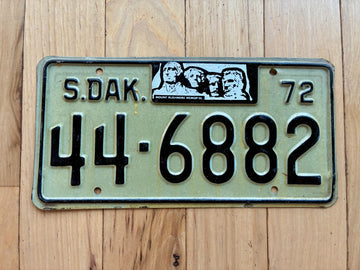 S.DAK. 72
MOUNT RUSHMORE MEMORIAL
44-6882